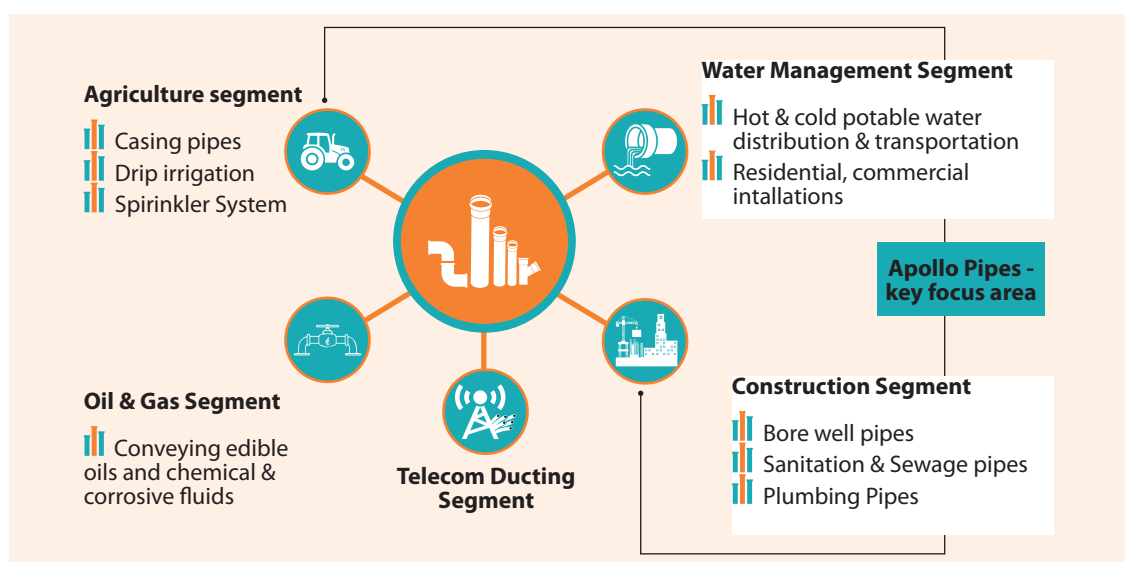 Agriculture segment
Casing pipes
Drip irrigation
Spirinkler System
Water Management Segment
Hot & cold potable water
distribution & transportation
Residential, commercial
intallations
Apollo Pipes -
key focus area
Oil & Gas Segment
Conveying edible
oils and chemical &
corrosive fluids
Telecom Ducting
Segment
Construction Segment
Bore well pipes
Sanitation & Sewage pipes
Plumbing Pipes